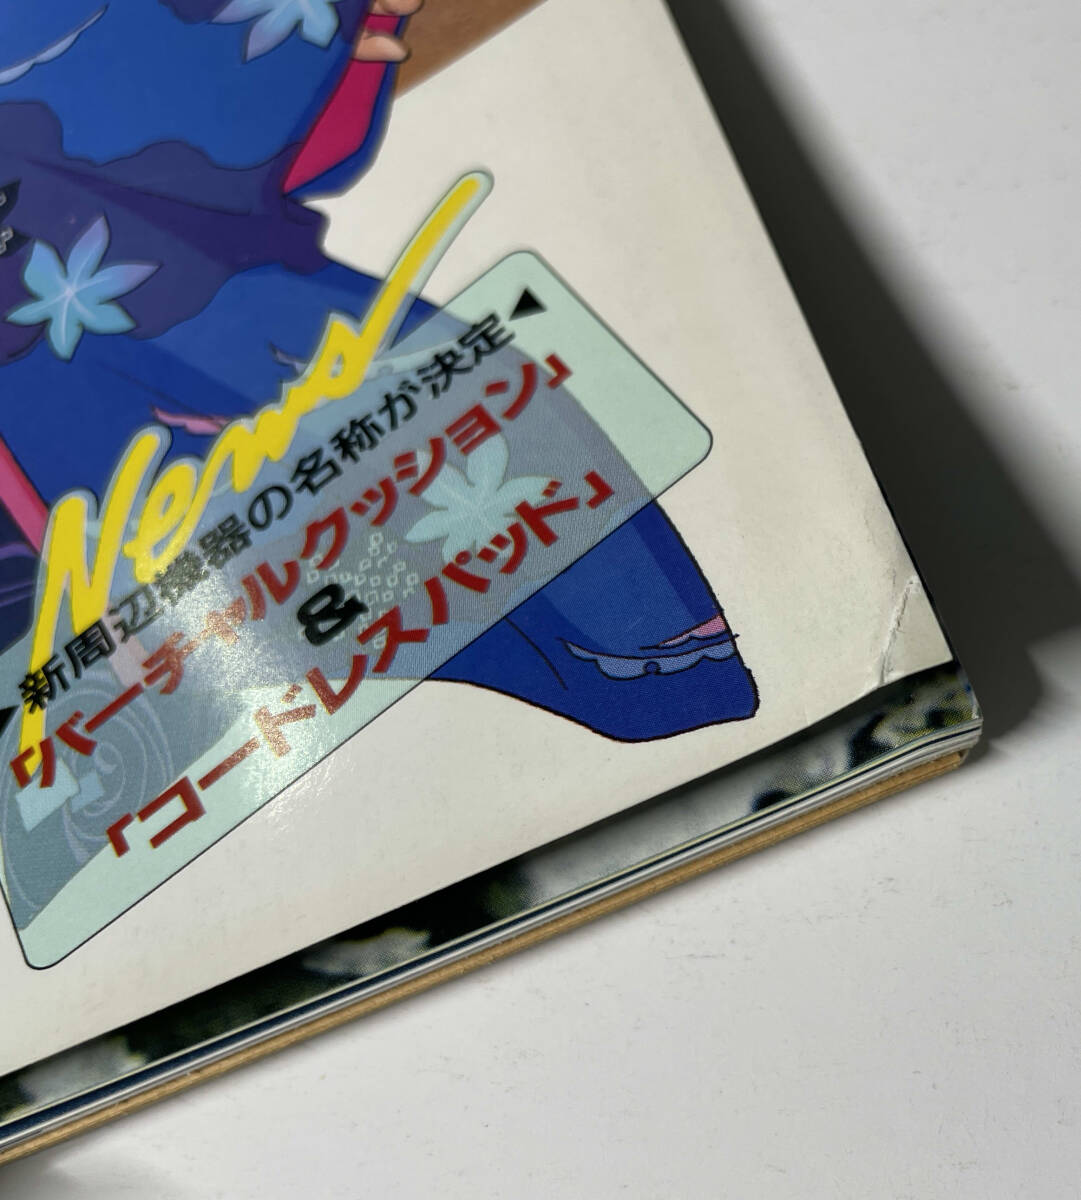 News
▶新周辺機器の名称が決定◀
「バーチャルクッション」
&
「コードレスパッド」